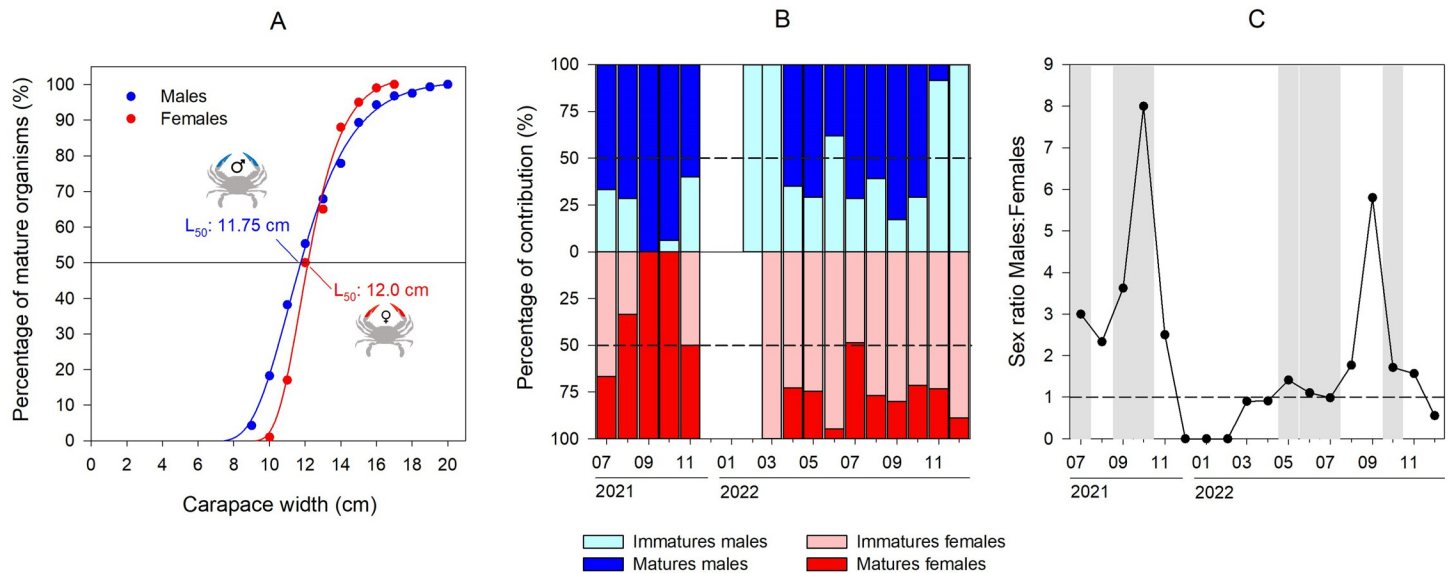 A
Percentage of mature organisms (%)
100
90
80
70
60
50
40
30
20
10
0
Males
Females
♂
L50: 11.75 cm
L50: 12.0 cm
♀
0 2 4 6 8 10 12 14 16 18 20
Carapace width (cm)
B
Percentage of contribution (%)
100
75
50
25
0
25
50
75
100
07 09 11 01 03 05 07 09 11
2021 2022
Immatures males
Matures males
Immatures females
Matures females
C
Sex ratio Males:Females
9
8
7
6
5
4
3
2
1
0
07 09 11 01 03 05 07 09 11
2021 2022